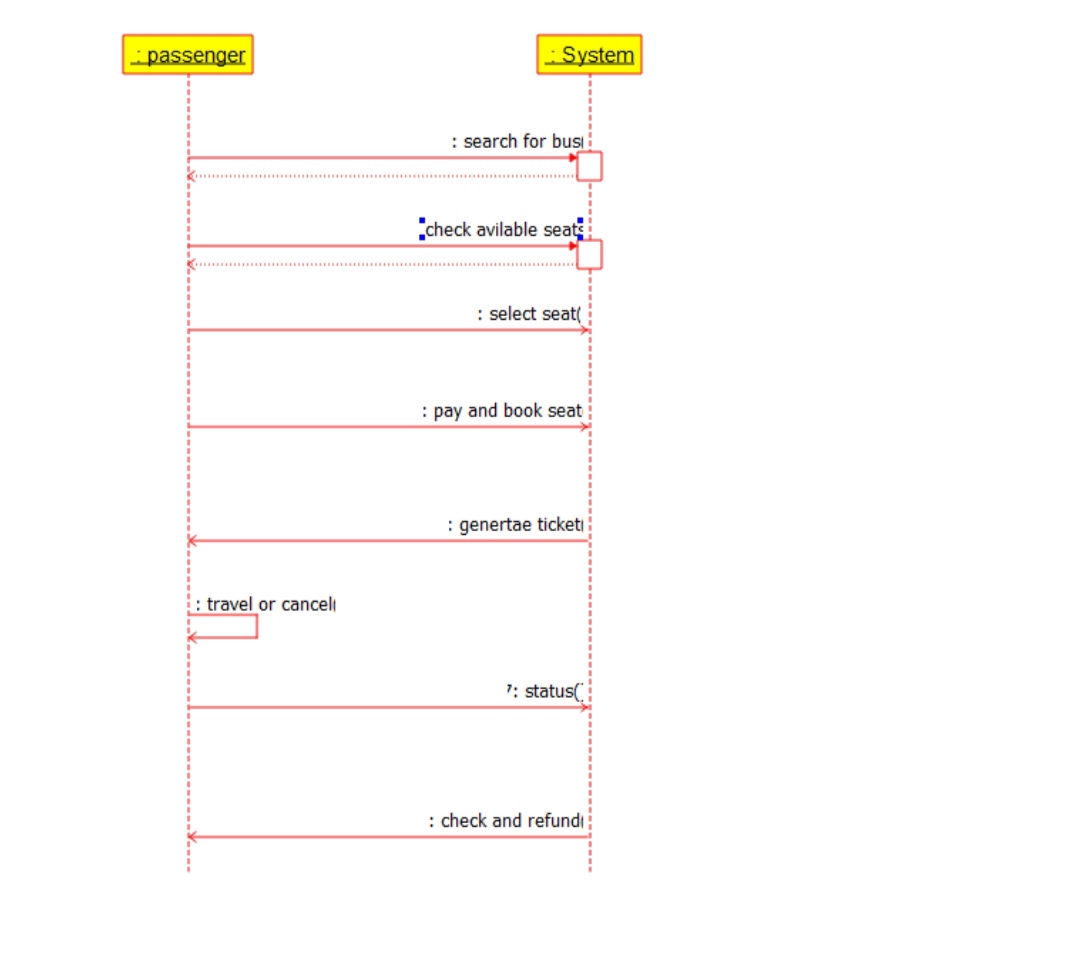 : passenger
: System
: search for bus(
check avilable seats
: select seat(
: pay and book seat
: genertae ticket(
: travel or cancel(
7: status()
: check and refund(